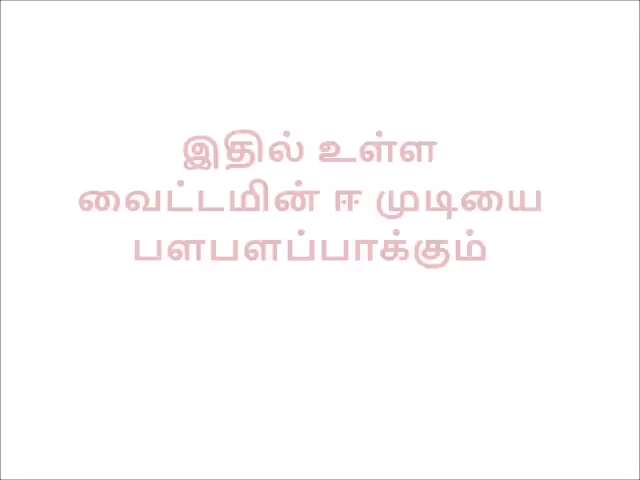 இதில் உள்ள
வைட்டமின் ஈ முடியை
பளபளப்பாக்கும்